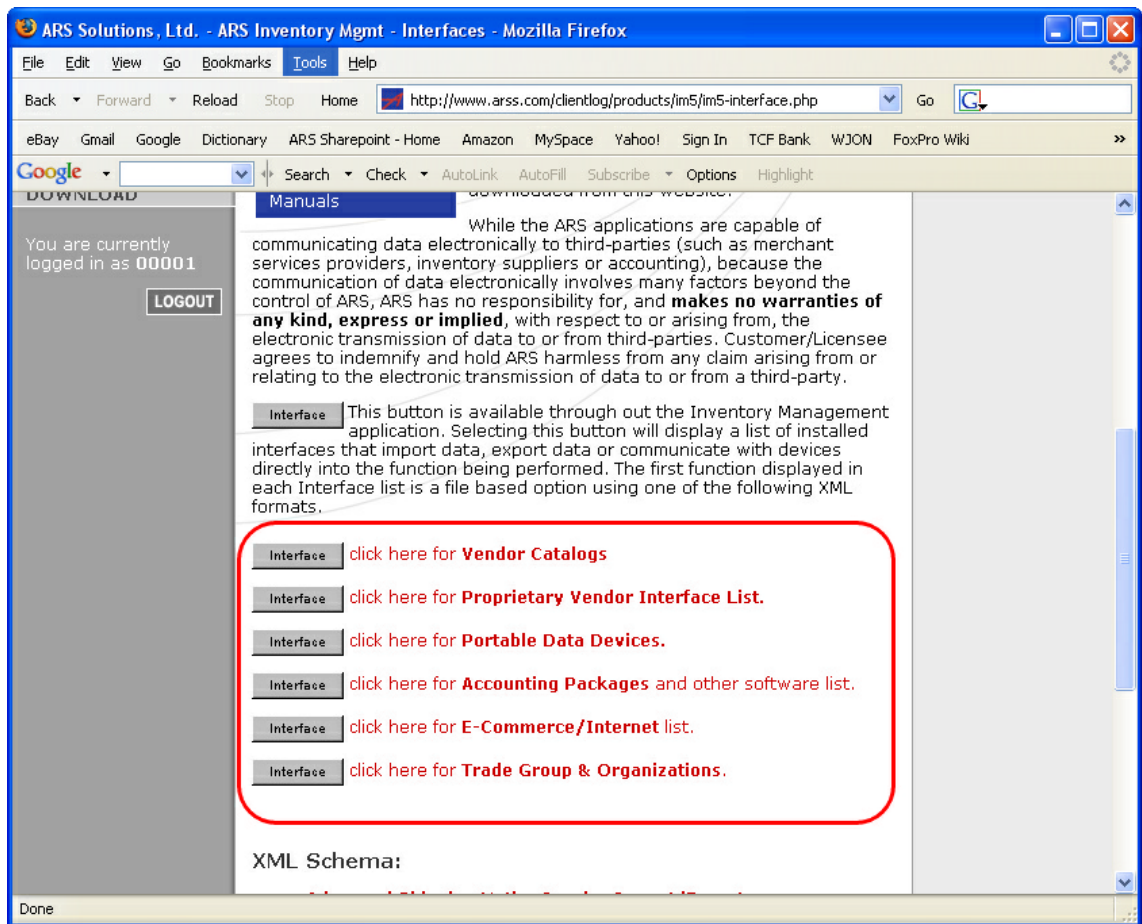 ARS Solutions, Ltd. - ARS Inventory Mgmt - Interfaces - Mozilla Firefox
File Edit View Go Bookmarks Tools Help
Back Forward Reload Stop Home http://www.arss.com/clientlog/products/im5/im5-interface.php Go G
eBay Gmail Google Dictionary ARS Sharepoint - Home Amazon MySpace Yahoo! Sign In TCF Bank WJON FoxPro Wiki »
Google Search Check AutoLink AutoFill Subscribe Options Highlight
DOWNLOAD
You are currently
logged in as 00001
LOGOUT
Manuals
downloaded from this website.
While the ARS applications are capable of
communicating data electronically to third-parties (such as merchant
services providers, inventory suppliers or accounting), because the
communication of data electronically involves many factors beyond the
control of ARS, ARS has no responsibility for, and makes no warranties of
any kind, express or implied, with respect to or arising from, the
electronic transmission of data to or from third-parties. Customer/Licensee
agrees to indemnify and hold ARS harmless from any claim arising from or
relating to the electronic transmission of data to or from a third-party.
Interface This button is available through out the Inventory Management
application. Selecting this button will display a list of installed
interfaces that import data, export data or communicate with devices
directly into the function being performed. The first function displayed in
each Interface list is a file based option using one of the following XML
formats.
Interface click here for Vendor Catalogs
Interface click here for Proprietary Vendor Interface List.
Interface click here for Portable Data Devices.
Interface click here for Accounting Packages and other software list.
Interface click here for E-Commerce/Internet list.
Interface click here for Trade Group & Organizations.
XML Schema:
Done